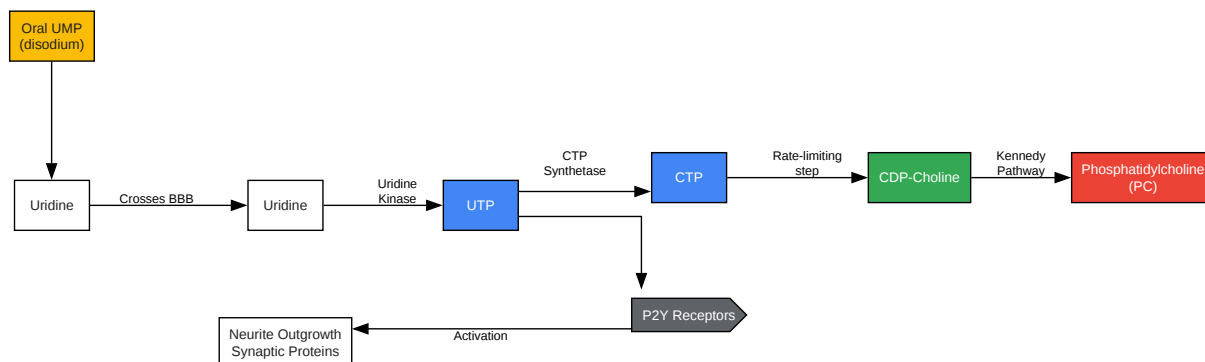 Oral UMP
(disodium)
Uridine
Crosses BBB
Uridine
Uridine
Kinase
UTP
CTP
Synthetase
CTP
Rate-limiting
step
CDP-Choline
Kennedy
Pathway
Phosphatidylcholine
(PC)
P2Y Receptors
Activation
Neurite Outgrowth
Synaptic Proteins